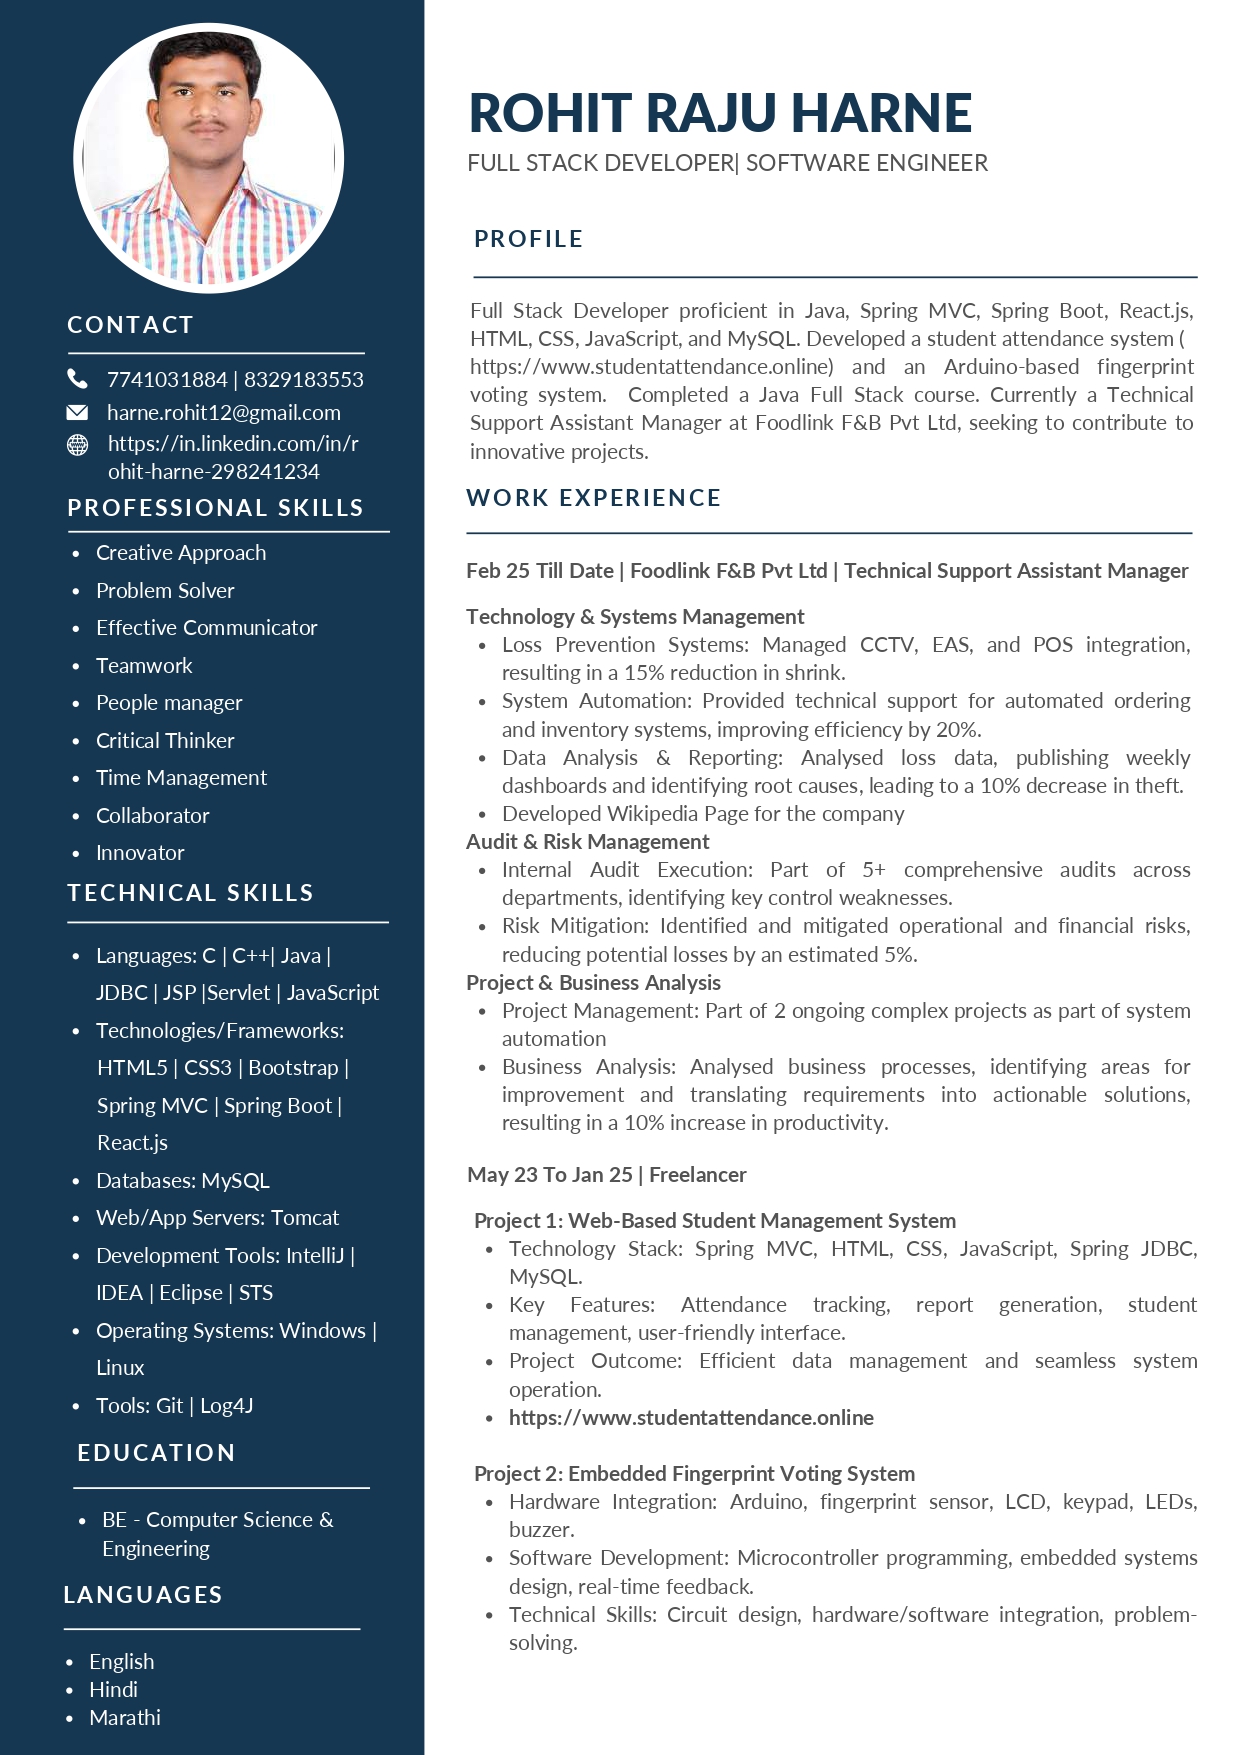 CONTACT
7741031884 | 8329183553
harne.rohit12@gmail.com
https://in.linkedin.com/in/r
ohit-harne-298241234
PROFESSIONAL SKILLS
• Creative Approach
• Problem Solver
• Effective Communicator
• Teamwork
• People manager
• Critical Thinker
• Time Management
• Collaborator
• Innovator
TECHNICAL SKILLS
• Languages: C | C++| Java |
JDBC | JSP |Servlet | JavaScript
• Technologies/Frameworks:
HTML5 | CSS3 | Bootstrap |
Spring MVC | Spring Boot |
React.js
• Databases: MySQL
• Web/App Servers: Tomcat
• Development Tools: IntelliJ |
IDEA | Eclipse | STS
• Operating Systems: Windows |
Linux
• Tools: Git | Log4J
EDUCATION
• BE - Computer Science &
Engineering
LANGUAGES
• English
• Hindi
• Marathi
ROHIT RAJU HARNE
FULL STACK DEVELOPER| SOFTWARE ENGINEER
PROFILE
Full Stack Developer proficient in Java, Spring MVC, Spring Boot, React.js,
HTML, CSS, JavaScript, and MySQL. Developed a student attendance system (
https://www.studentattendance.online) and an Arduino-based fingerprint
voting system. Completed a Java Full Stack course. Currently a Technical
Support Assistant Manager at Foodlink F&B Pvt Ltd, seeking to contribute to
innovative projects.
WORK EXPERIENCE
Feb 25 Till Date | Foodlink F&B Pvt Ltd | Technical Support Assistant Manager
Technology & Systems Management
• Loss Prevention Systems: Managed CCTV, EAS, and POS integration,
resulting in a 15% reduction in shrink.
• System Automation: Provided technical support for automated ordering
and inventory systems, improving efficiency by 20%.
• Data Analysis & Reporting: Analysed loss data, publishing weekly
dashboards and identifying root causes, leading to a 10% decrease in theft.
• Developed Wikipedia Page for the company
Audit & Risk Management
• Internal Audit Execution: Part of 5+ comprehensive audits across
departments, identifying key control weaknesses.
• Risk Mitigation: Identified and mitigated operational and financial risks,
reducing potential losses by an estimated 5%.
Project & Business Analysis
• Project Management: Part of 2 ongoing complex projects as part of system
automation
• Business Analysis: Analysed business processes, identifying areas for
improvement and translating requirements into actionable solutions,
resulting in a 10% increase in productivity.
May 23 To Jan 25 | Freelancer
Project 1: Web-Based Student Management System
• Technology Stack: Spring MVC, HTML, CSS, JavaScript, Spring JDBC,
MySQL.
• Key Features: Attendance tracking, report generation, student
management, user-friendly interface.
• Project Outcome: Efficient data management and seamless system
operation.
• https://www.studentattendance.online
Project 2: Embedded Fingerprint Voting System
• Hardware Integration: Arduino, fingerprint sensor, LCD, keypad, LEDs,
buzzer.
• Software Development: Microcontroller programming, embedded systems
design, real-time feedback.
• Technical Skills: Circuit design, hardware/software integration, problem-
solving.